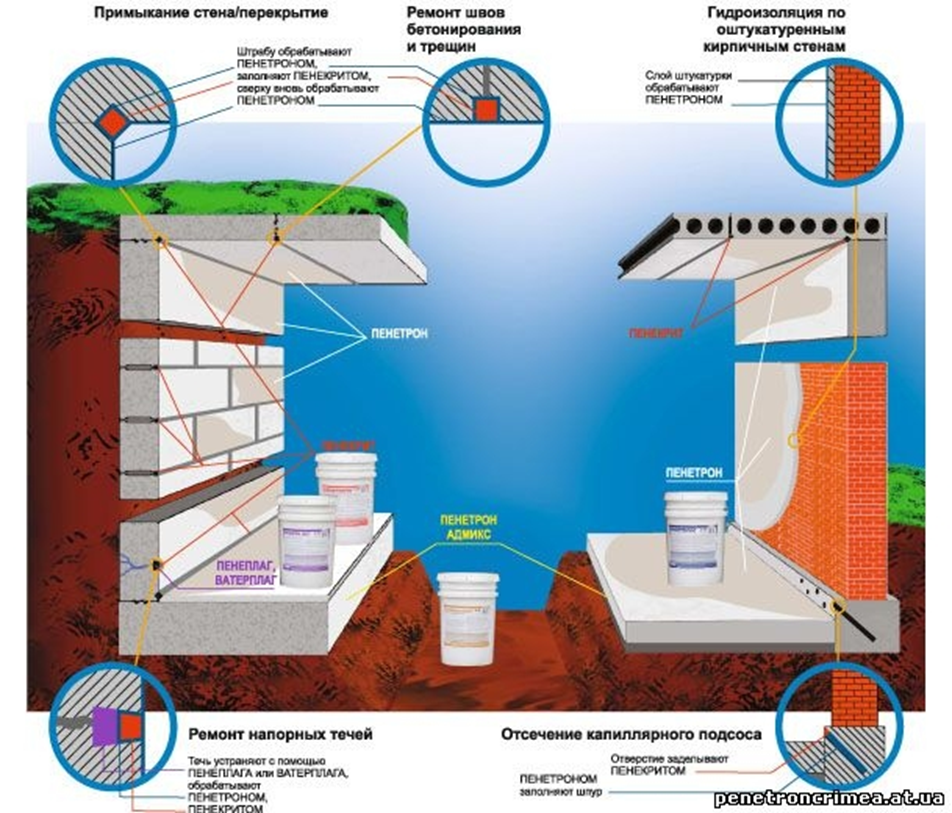 Примыкание стена/перекрытие
Ремонт швов
бетонирования
и трещин
Гидроизоляция по
оштукатуренным
кирпичным стенам
Штрабу обрабатывают
ПЕНЕТРОНОМ,
заполняют ПЕНЕКРИТОМ,
сверху вновь обрабатывают
ПЕНЕТРОНОМ
Слой штукатурки
обрабатывают
ПЕНЕТРОНОМ
ПЕНЕТРОН
ПЕНЕКРИТ
ПЕНЕКРИТ
ПЕНЕТРОН
ПЕНЕТРОН
АДМИКС
ПЕНЕПЛАГ,
ВАТЕРПЛАГ
Ремонт напорных течей
Течь устраняют с помощью
ПЕНЕПЛАГА или ВАТЕРПЛАГА,
обрабатывают
ПЕНЕТРОНОМ,
ПЕНЕКРИТОМ
Отсечение капиллярного подсоса
Отверстие заделывают
ПЕНЕКРИТОМ
ПЕНЕТРОНОМ
заполняют шпур
penetroncrimea.at.ua